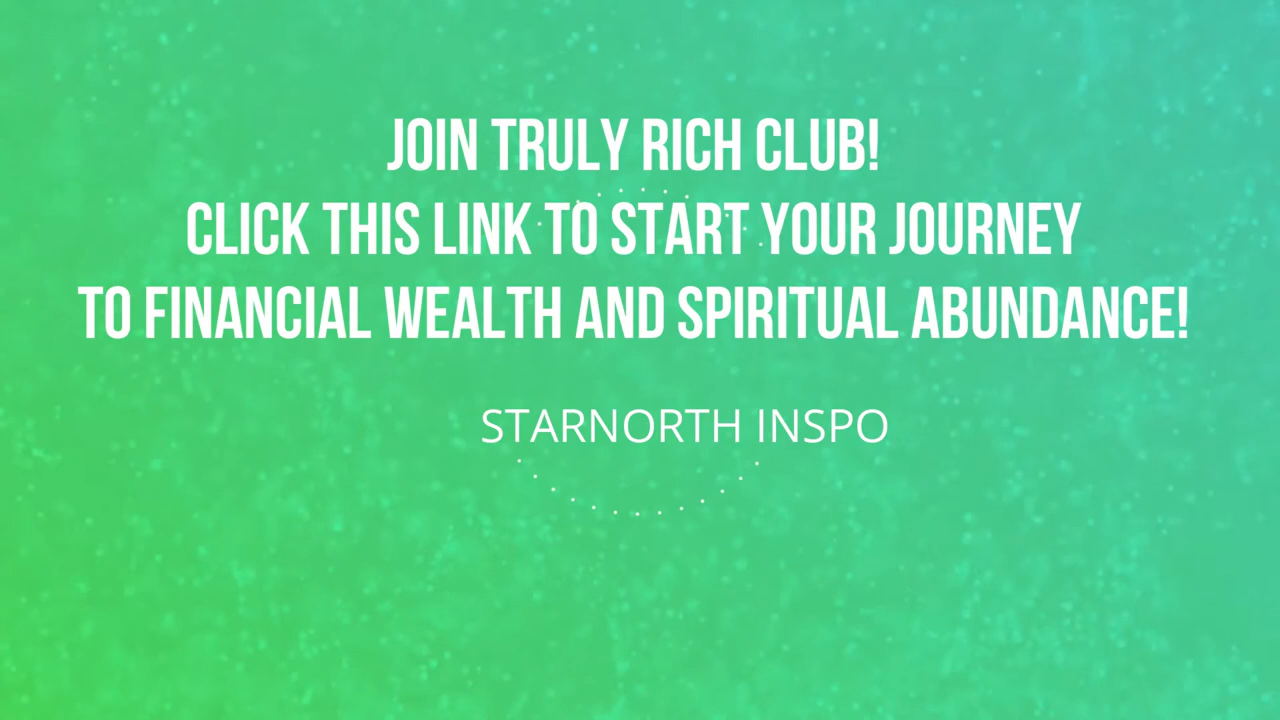 JOIN TRULY RICH CLUB!
CLICK THIS LINK TO START YOUR JOURNEY
TO FINANCIAL WEALTH AND SPIRITUAL ABUNDANCE!
STARNORTH INSPO